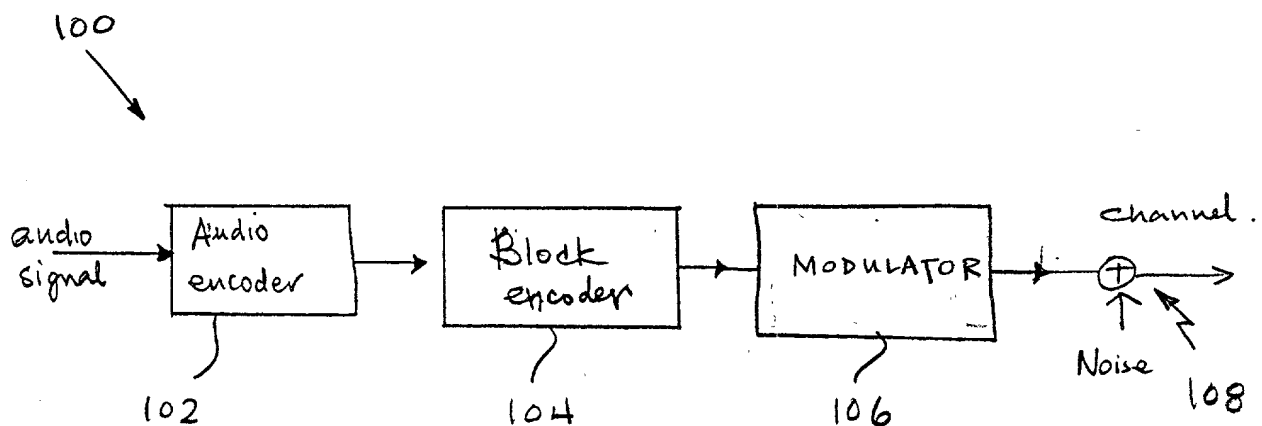 100
audio
signal
Audio
encoder
Block
encoder
MODULATOR
channel.
+
Noise
102
104
106
108